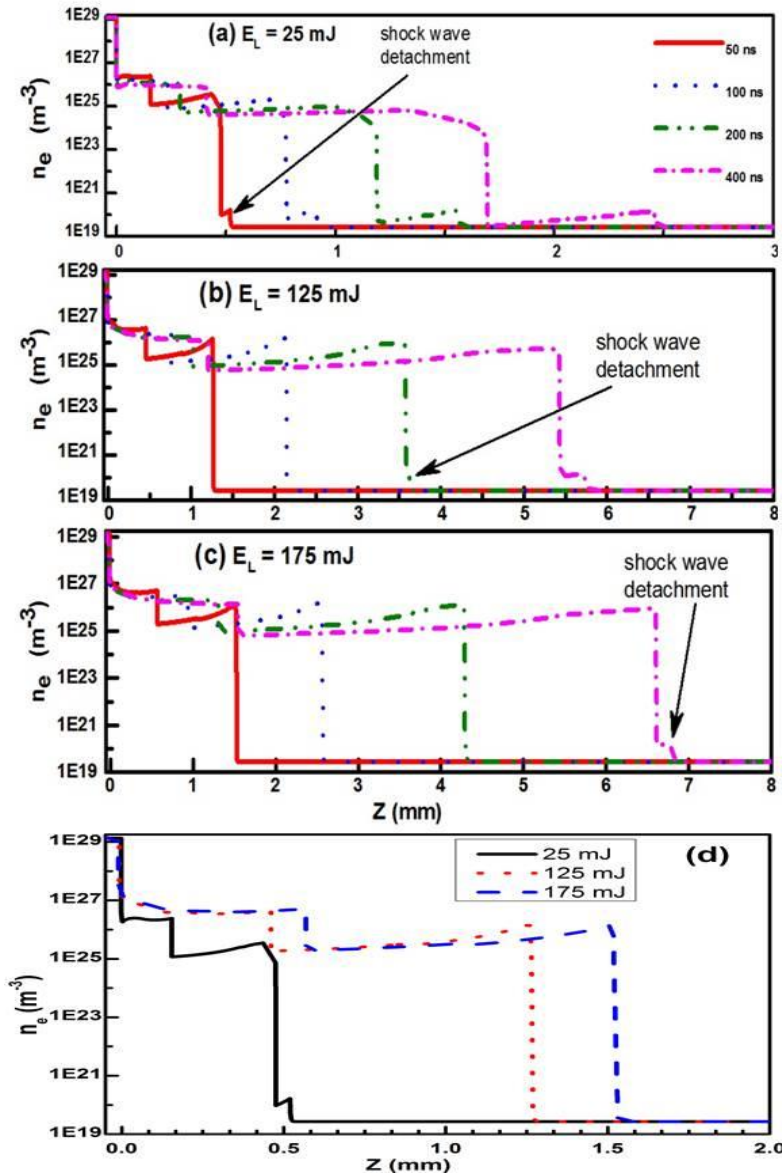 (a) E_L = 25 mJ
shock wave
detachment
50 ns
100 ns
200 ns
400 ns
n_e (m^-3)
1E29
1E27
1E25
1E23
1E21
1E19
0 1 2 3
(b) E_L = 125 mJ
shock wave
detachment
n_e (m^-3)
1E29
1E27
1E25
1E23
1E21
1E19
0 1 2 3 4 5 6 7 8
(c) E_L = 175 mJ
shock wave
detachment
n_e (m^-3)
1E29
1E27
1E25
1E23
1E21
1E19
0 1 2 3 4 5 6 7 8
Z (mm)
(d)
25 mJ
125 mJ
175 mJ
n_e (m^-3)
1E29
1E27
1E25
1E23
1E21
1E19
0.0 0.5 1.0 1.5 2.0
Z (mm)